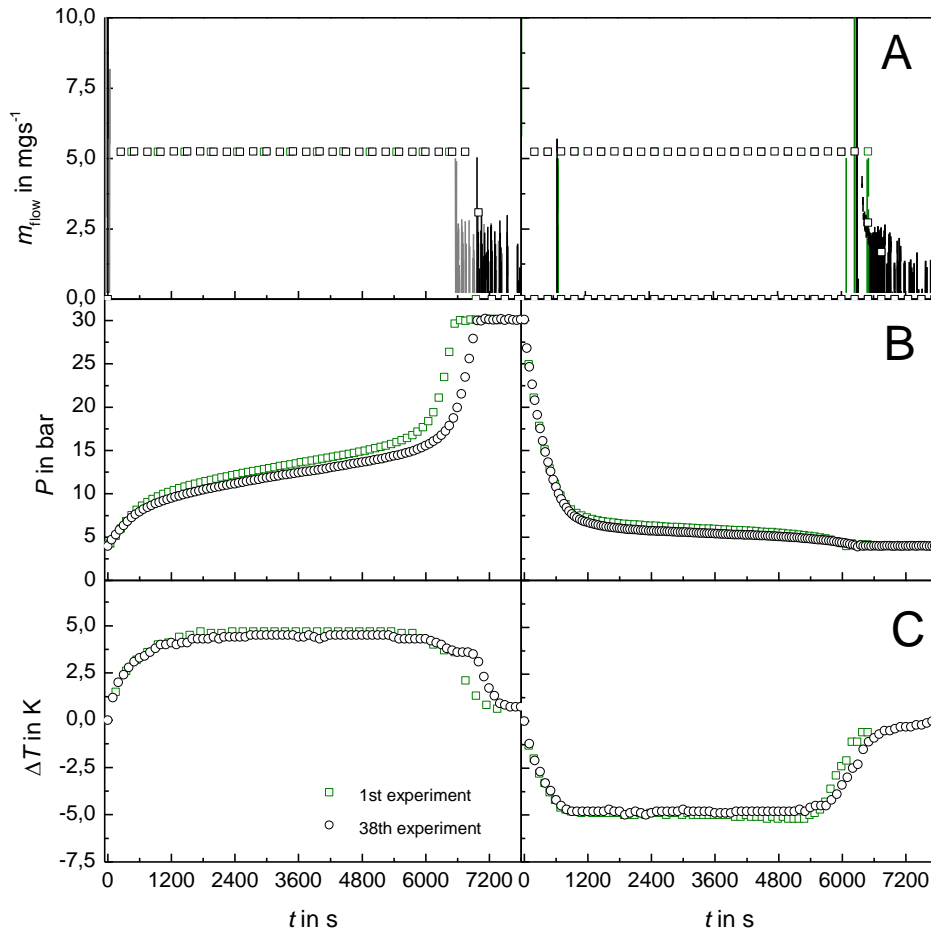 10,0
7,5
5,0
2,5
0,0
m_flow in mgs⁻¹
A
30
25
20
15
10
5
0
P in bar
B
5,0
2,5
0,0
-2,5
-5,0
-7,5
ΔT in K
C
1st experiment
38th experiment
0 1200 2400 3600 4800 6000 7200
0 1200 2400 3600 4800 6000 7200
t in s
t in s